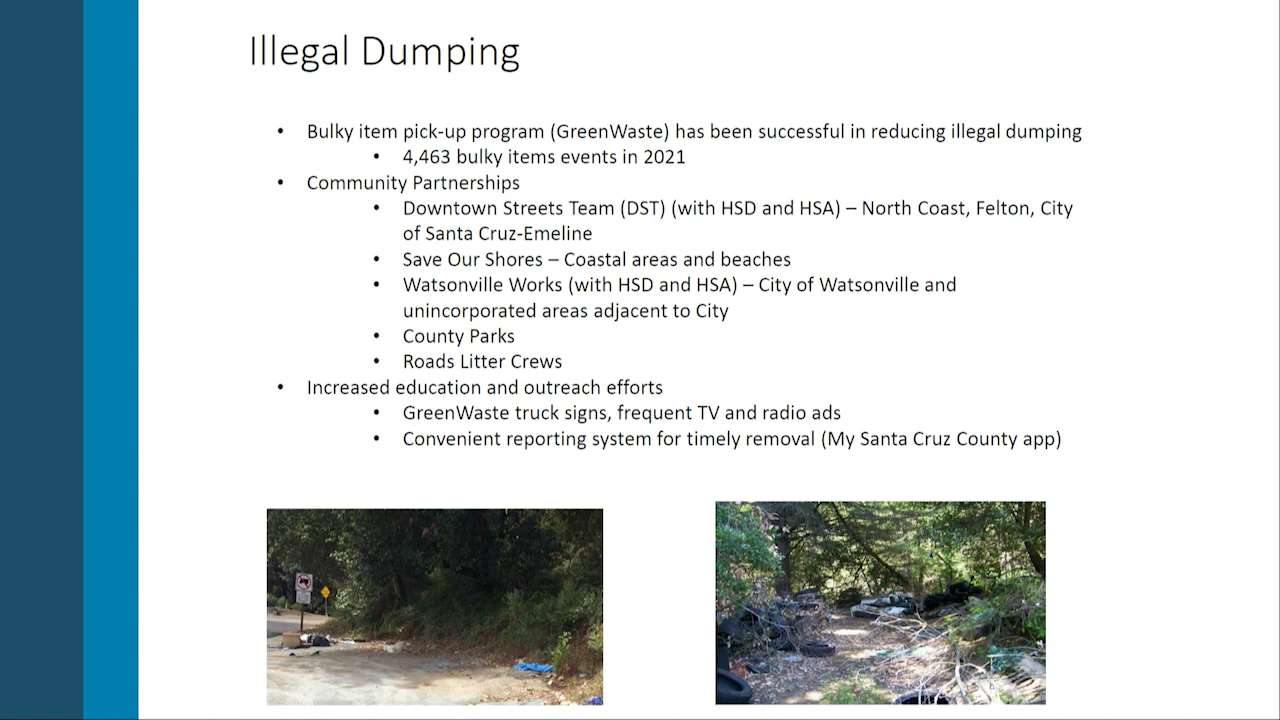 Illegal Dumping
• Bulky item pick-up program (GreenWaste) has been successful in reducing illegal dumping
• 4,463 bulky items events in 2021
• Community Partnerships
• Downtown Streets Team (DST) (with HSD and HSA) – North Coast, Felton, City
of Santa Cruz-Emeline
• Save Our Shores – Coastal areas and beaches
• Watsonville Works (with HSD and HSA) – City of Watsonville and
unincorporated areas adjacent to City
• County Parks
• Roads Litter Crews
• Increased education and outreach efforts
• GreenWaste truck signs, frequent TV and radio ads
• Convenient reporting system for timely removal (My Santa Cruz County app)